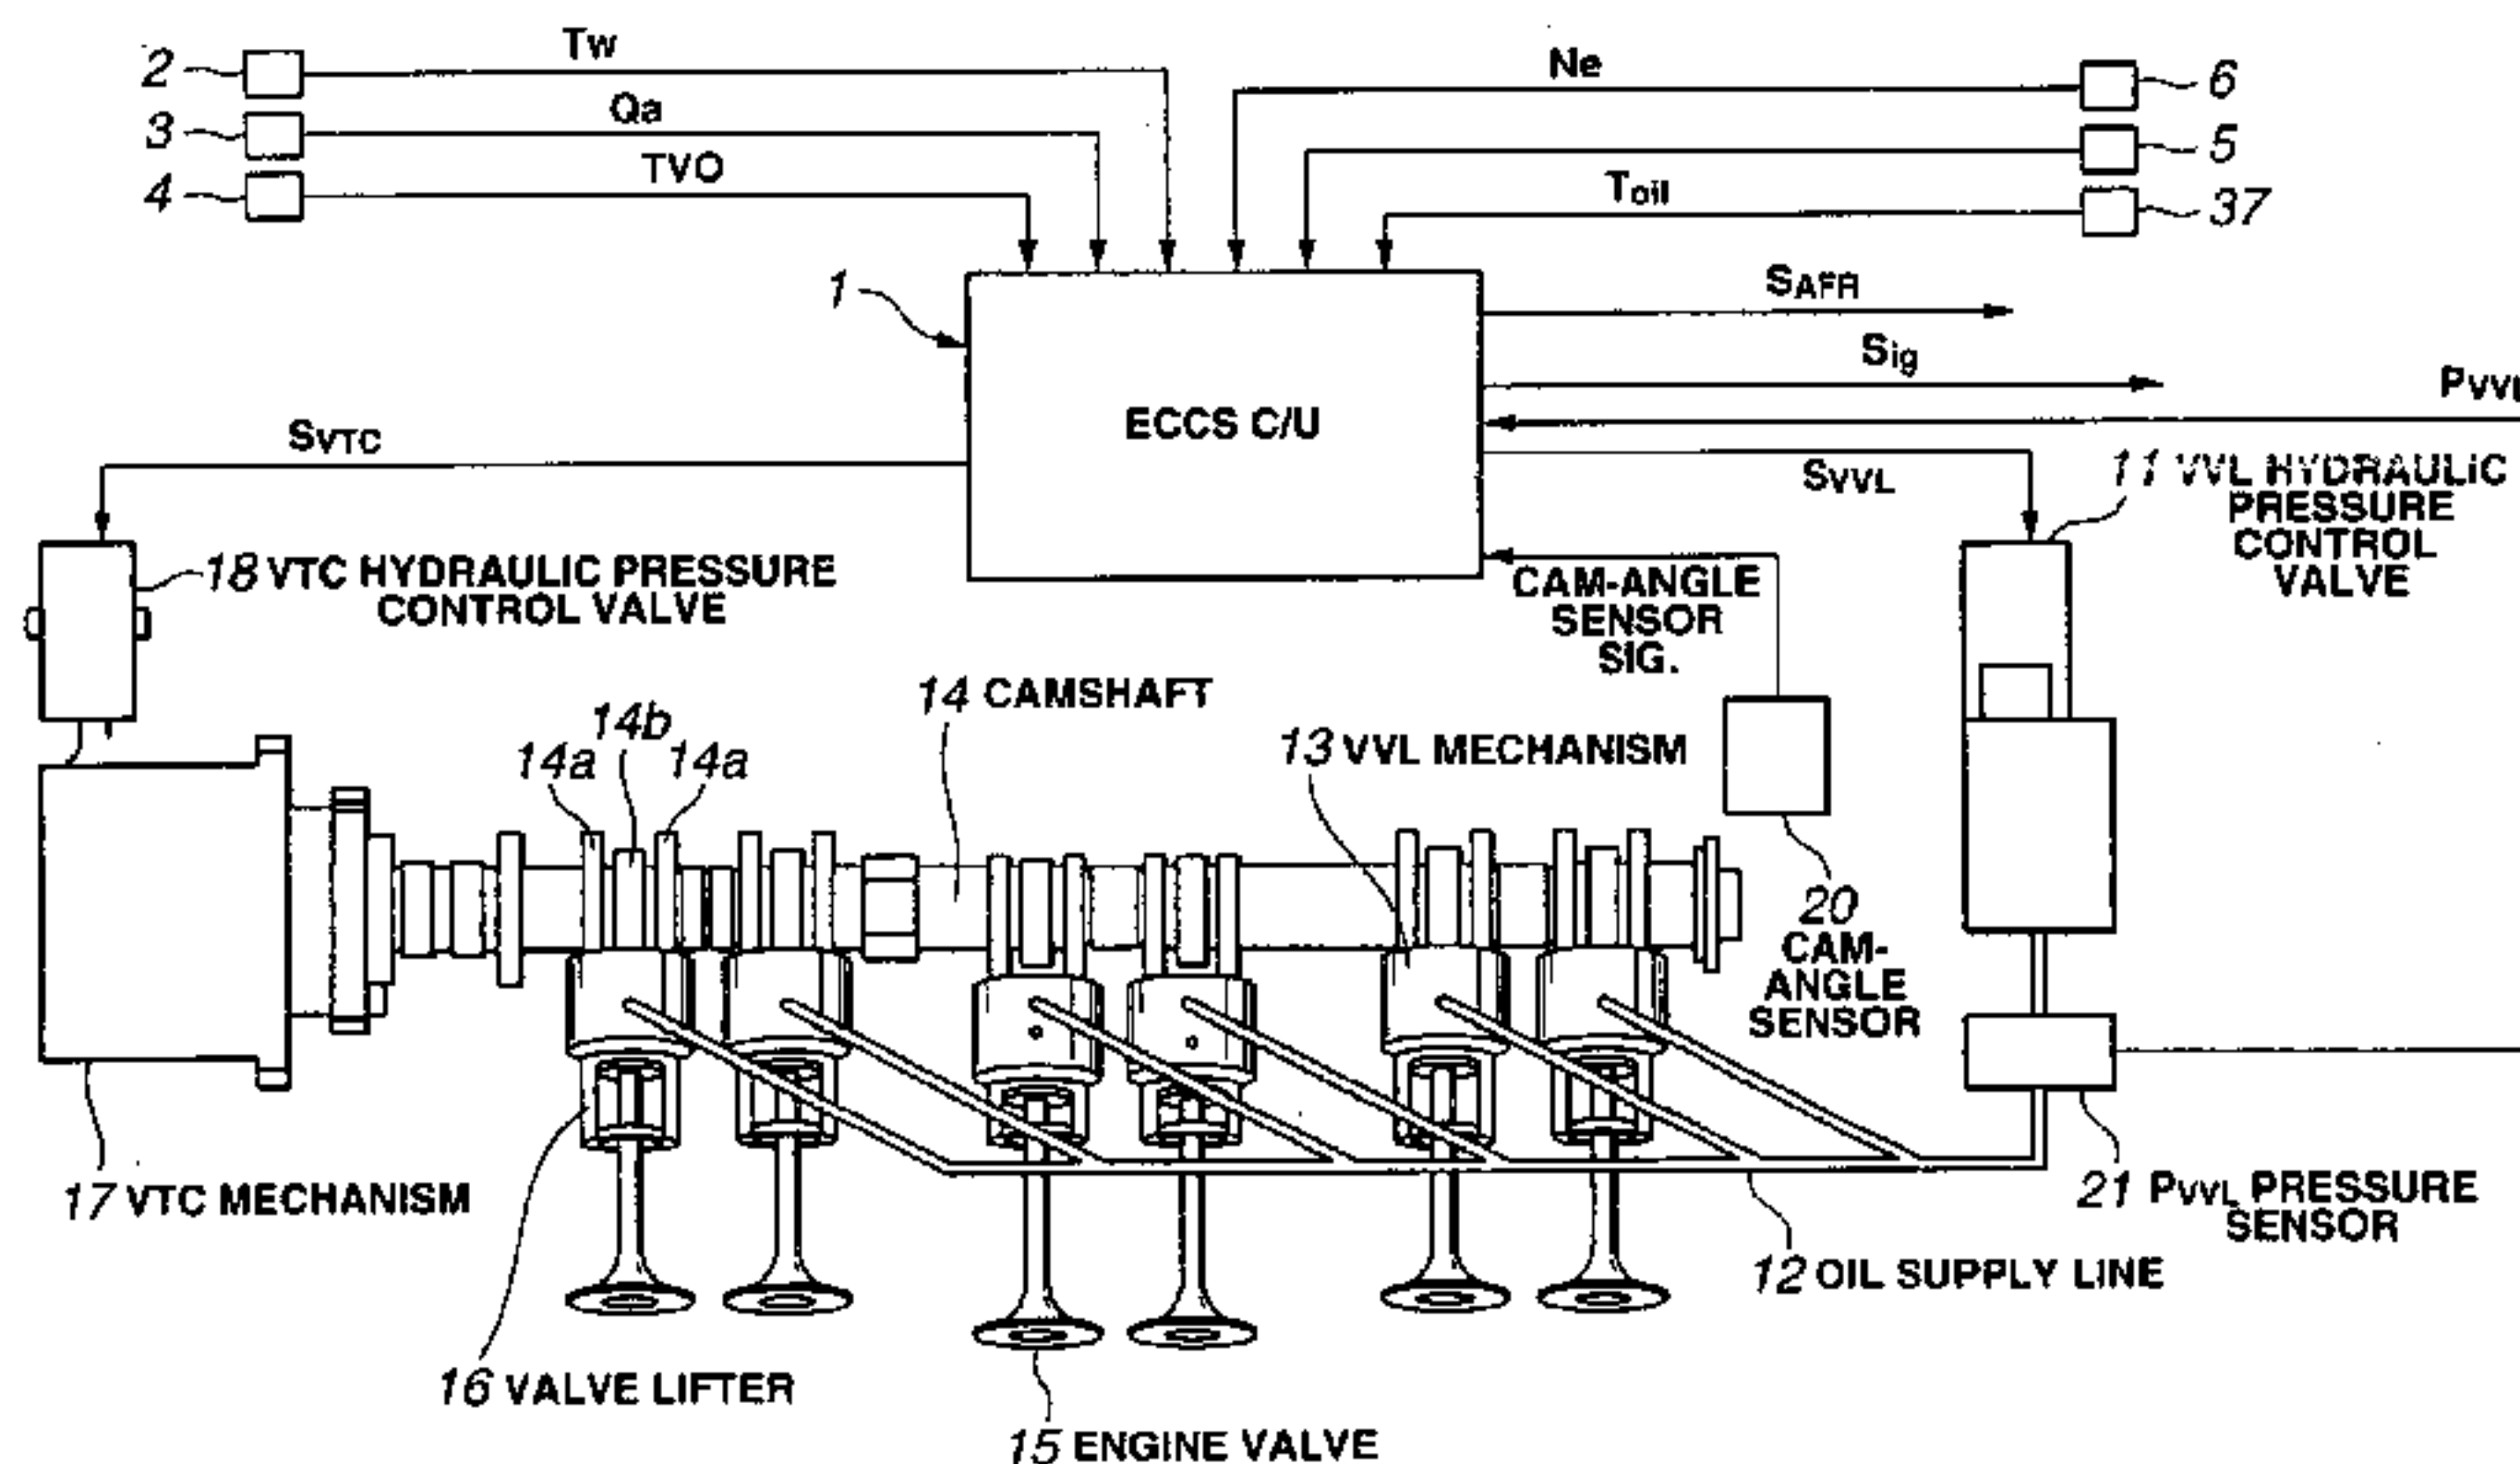 2 Tw
3 Qa
4 TVO
Ne 6
5
Toil 37
1
ECCS C/U
SAFR
Sig
PVVL
SVTC
SVVL
11 VVL HYDRAULIC
PRESSURE
CONTROL
VALVE
18 VTC HYDRAULIC PRESSURE
CONTROL VALVE
CAM-ANGLE
SENSOR
SIG.
14 CAMSHAFT
14a 14b 14a
13 VVL MECHANISM
20
CAM-
ANGLE
SENSOR
17 VTC MECHANISM
21 PVVL PRESSURE
SENSOR
12 OIL SUPPLY LINE
16 VALVE LIFTER
15 ENGINE VALVE